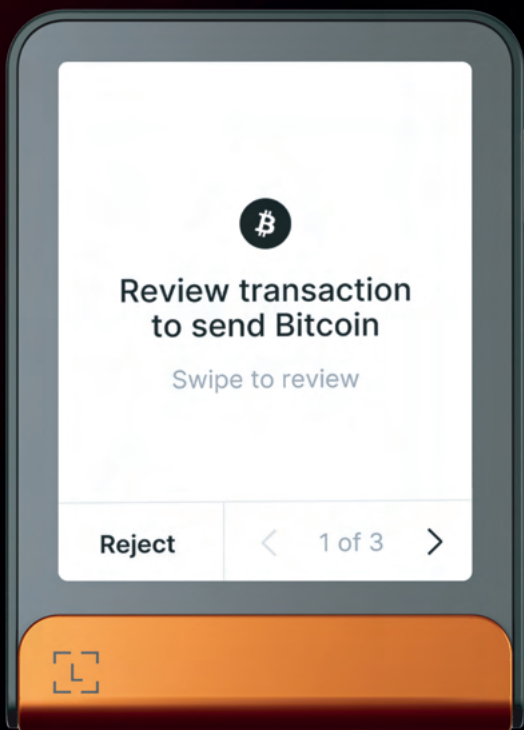 Review transaction
to send Bitcoin
Swipe to review
Reject
1 of 3
L